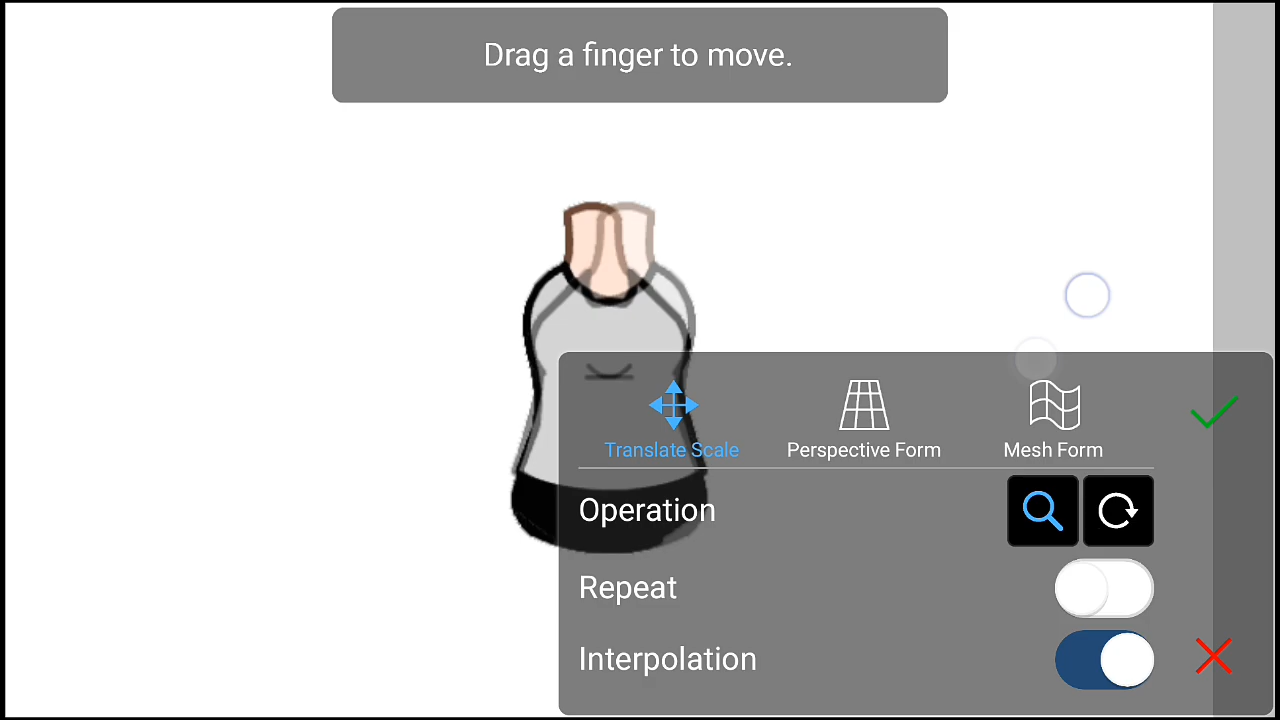 Drag a finger to move.
Translate Scale
Perspective Form
Mesh Form
Operation
Repeat
Interpolation